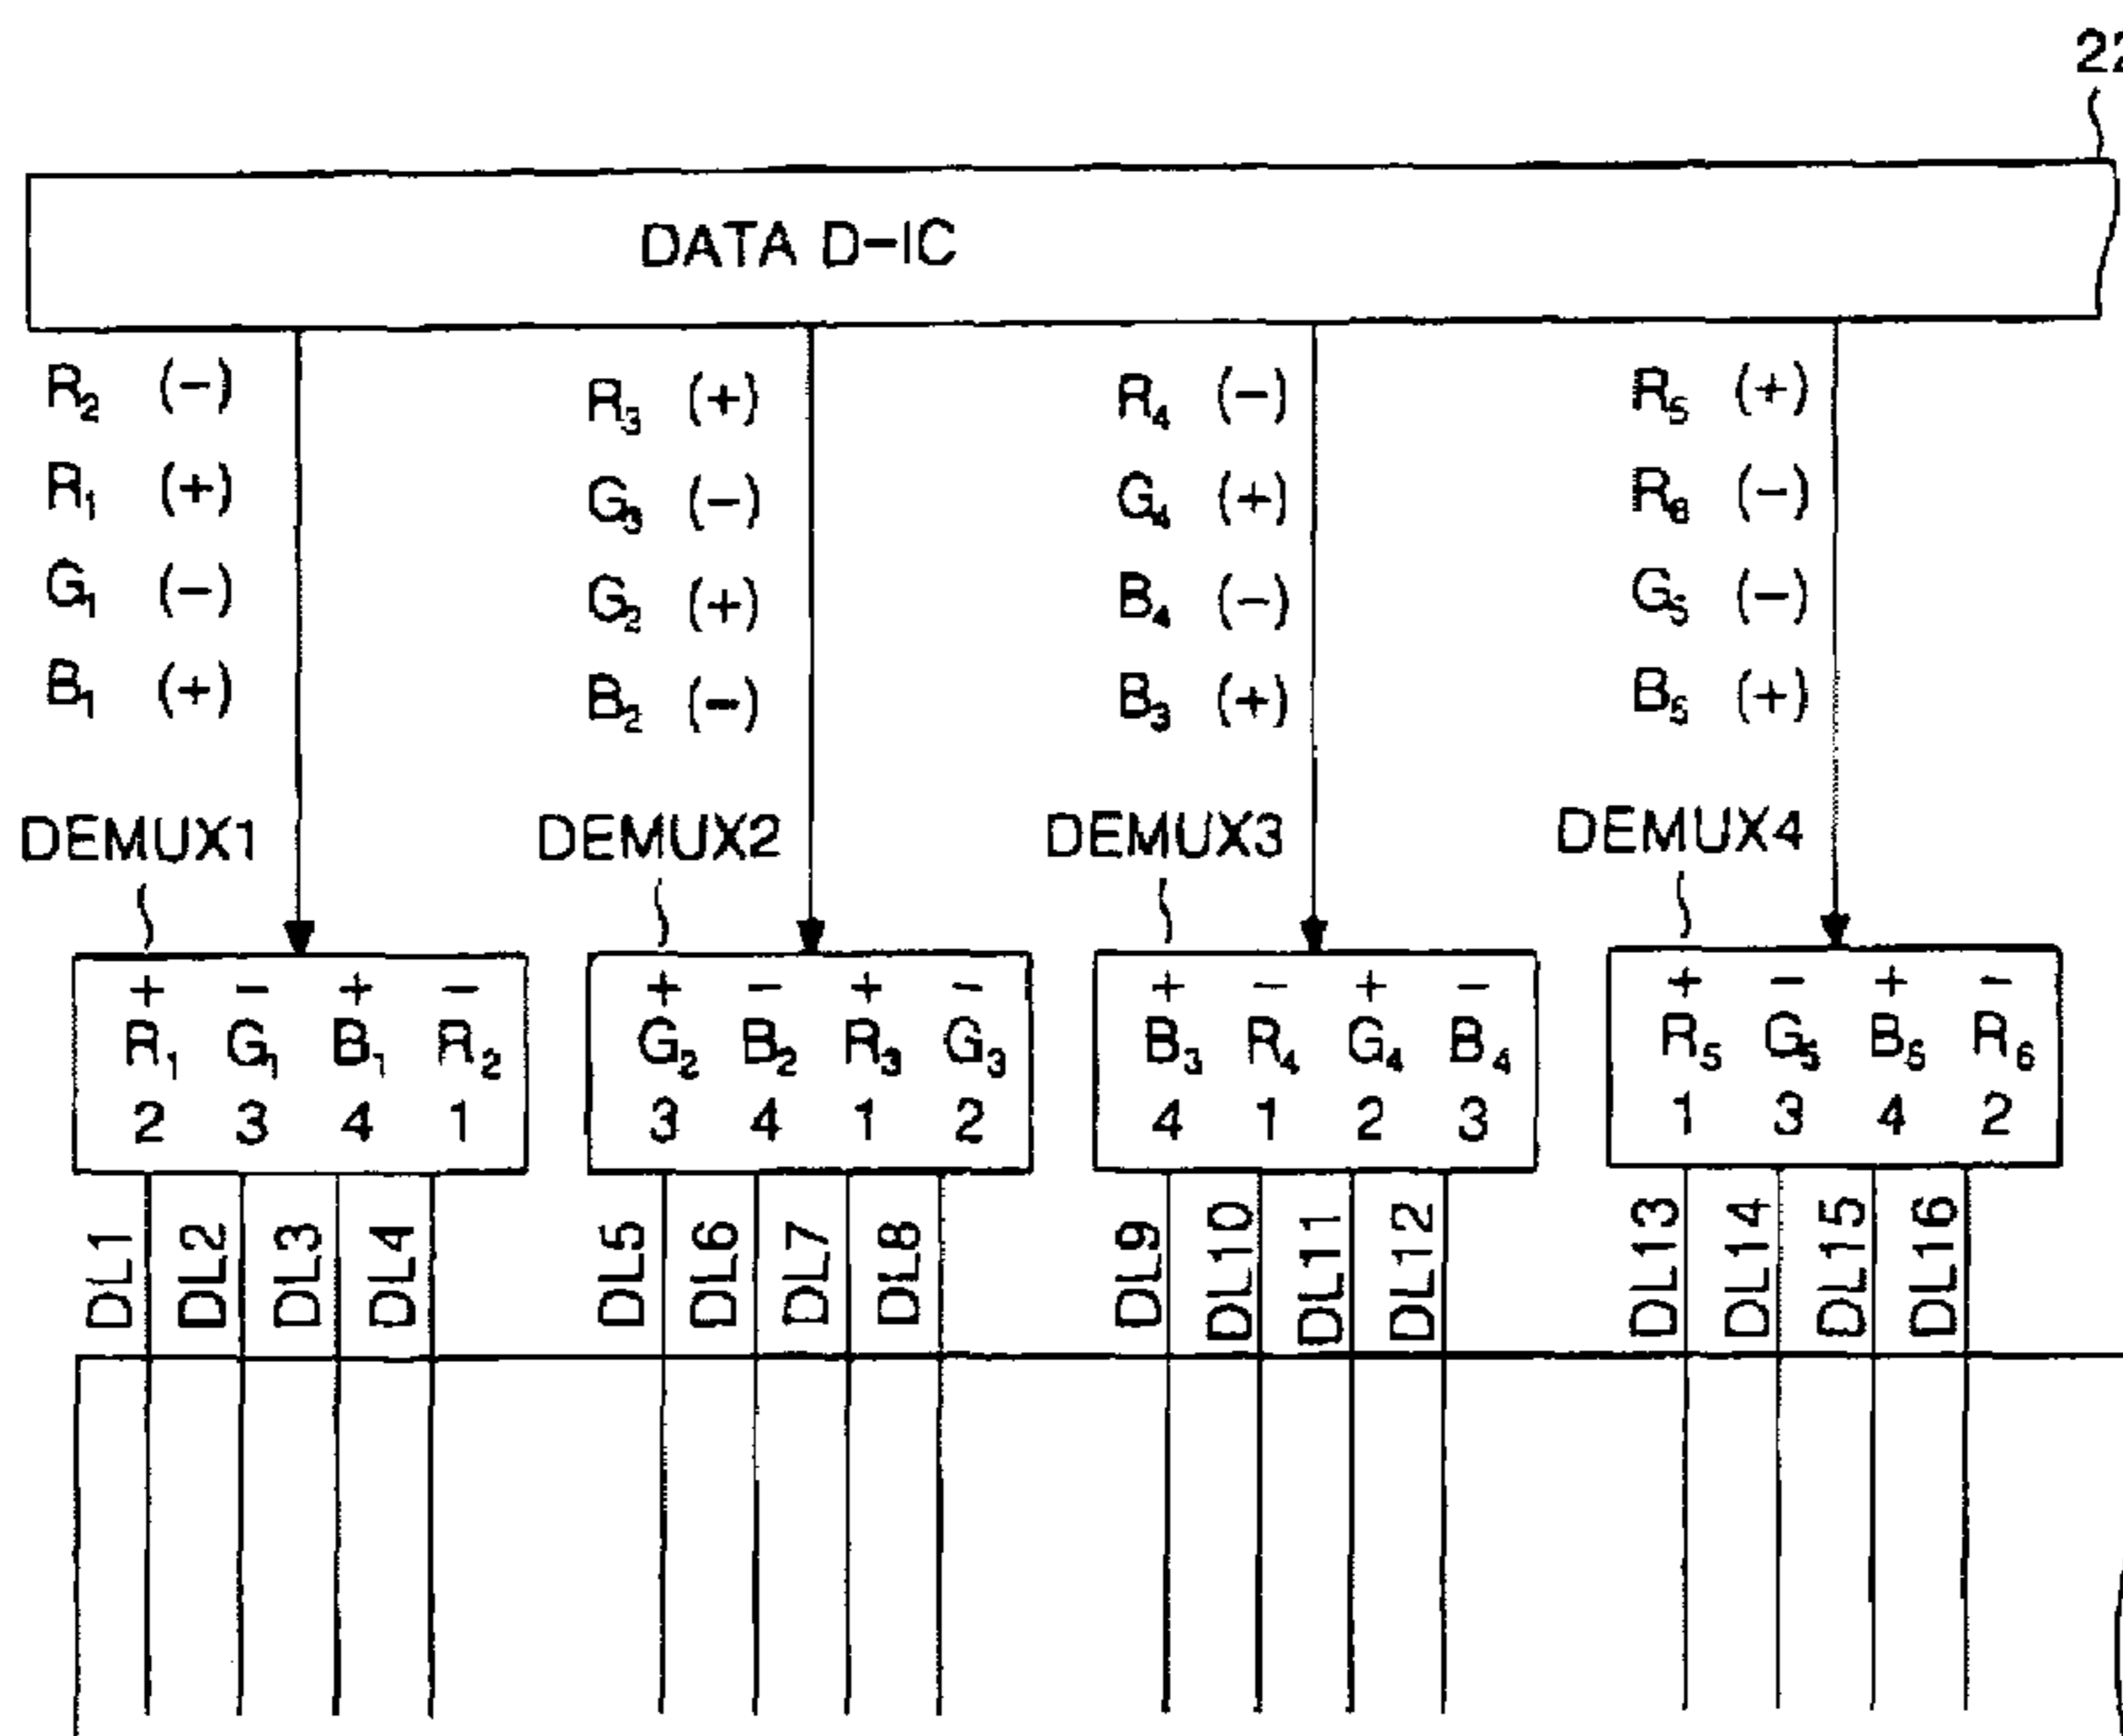 22
DATA D-IC
R₂ (−) R₃ (+) R₄ (−) R₅ (+)
R₁ (+) G₃ (−) G₄ (+) R₆ (−)
G₁ (−) G₂ (+) B₄ (−) G₅ (−)
B₁ (+) B₂ (−) B₃ (+) B₅ (+)
DEMUX1 DEMUX2 DEMUX3 DEMUX4
+ − + − + − + − + − + − + − + −
R₁ G₁ B₁ R₂ G₂ B₂ R₃ G₃ B₃ R₄ G₄ B₄ R₅ G₅ B₅ R₆
2 3 4 1 3 4 1 2 4 1 2 3 1 3 4 2
DL1 DL2 DL3 DL4 DL5 DL6 DL7 DL8 DL9 DL10 DL11 DL12 DL13 DL14 DL15 DL16